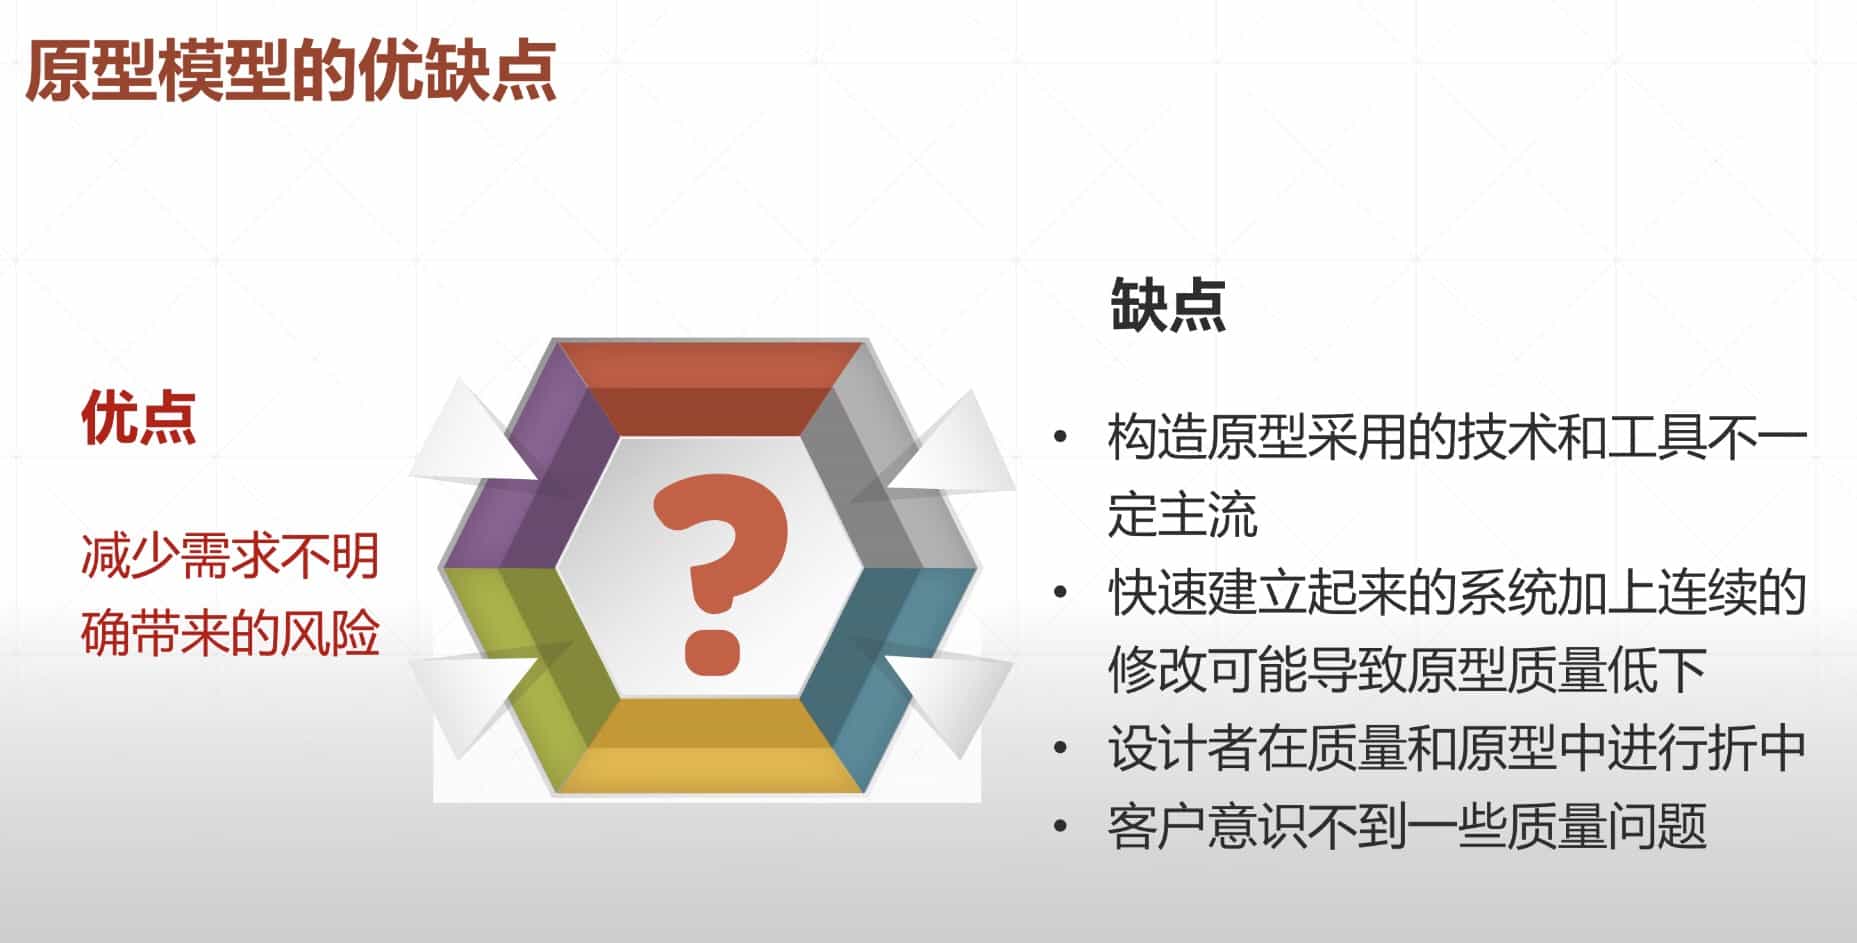 原型模型的优缺点
优点
减少需求不明
确带来的风险
?
缺点
• 构造原型采用的技术和工具不一
定主流
• 快速建立起来的系统加上连续的
修改可能导致原型质量低下
• 设计者在质量和原型中进行折中
• 客户意识不到一些质量问题